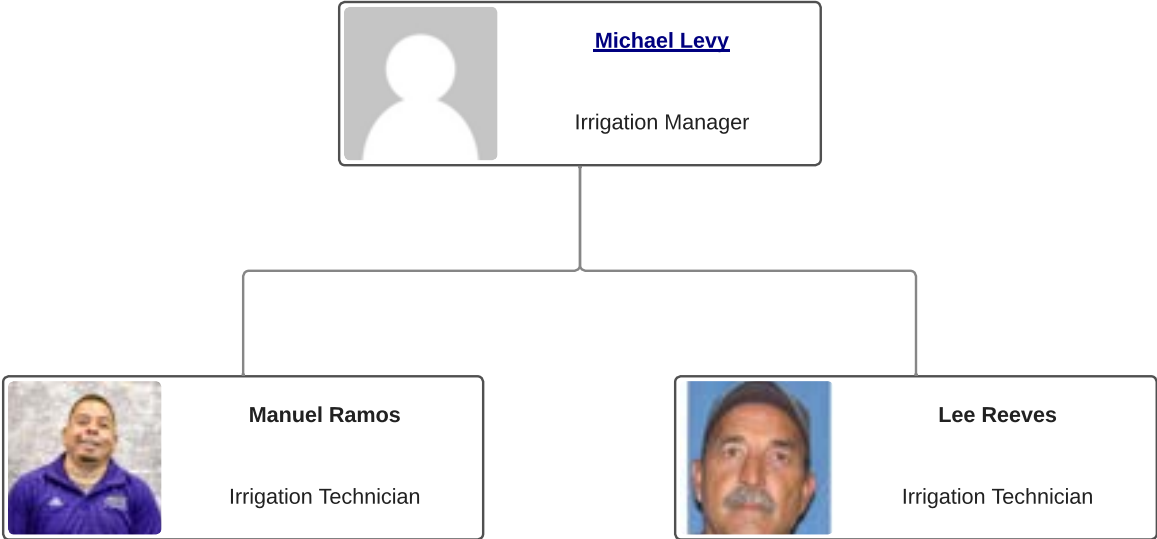 Michael Levy
Irrigation Manager
Manuel Ramos
Irrigation Technician
Lee Reeves
Irrigation Technician